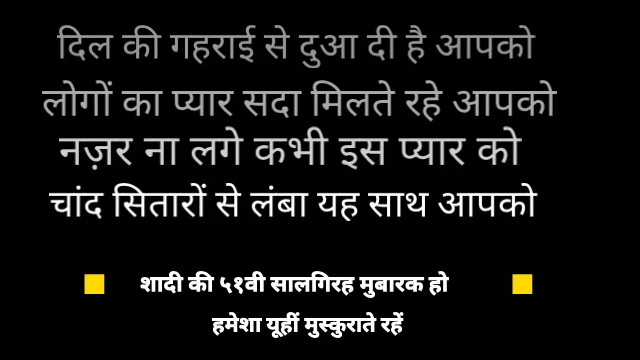 दिल की गहराई से दुआ दी है आपको
लोगों का प्यार सदा मिलते रहे आपको
नज़र ना लगे कभी इस प्यार को
चांद सितारों से लंबा यह साथ आपको
शादी की ५१वी सालगिरह मुबारक हो
हमेशा यूहीं मुस्कुराते रहें